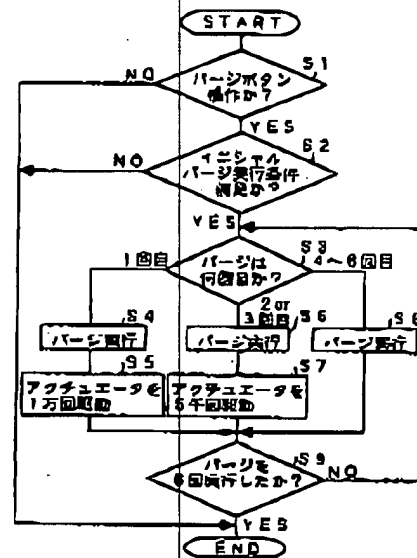 START
S1
NO
パージボタン
操作か?
YES
S2
NO
イニシャル
パージ実行条件
満足か?
YES
S3
1回目
パージは
何回目か?
4~6回目
S4
2 or
3回目
S6
S8
パージ実行
パージ実行
パージ実行
S5
S7
アクチュエータを
1万回駆動
アクチュエータを
5千回駆動
S9
パージを
6回実行したか?
NO
YES
END